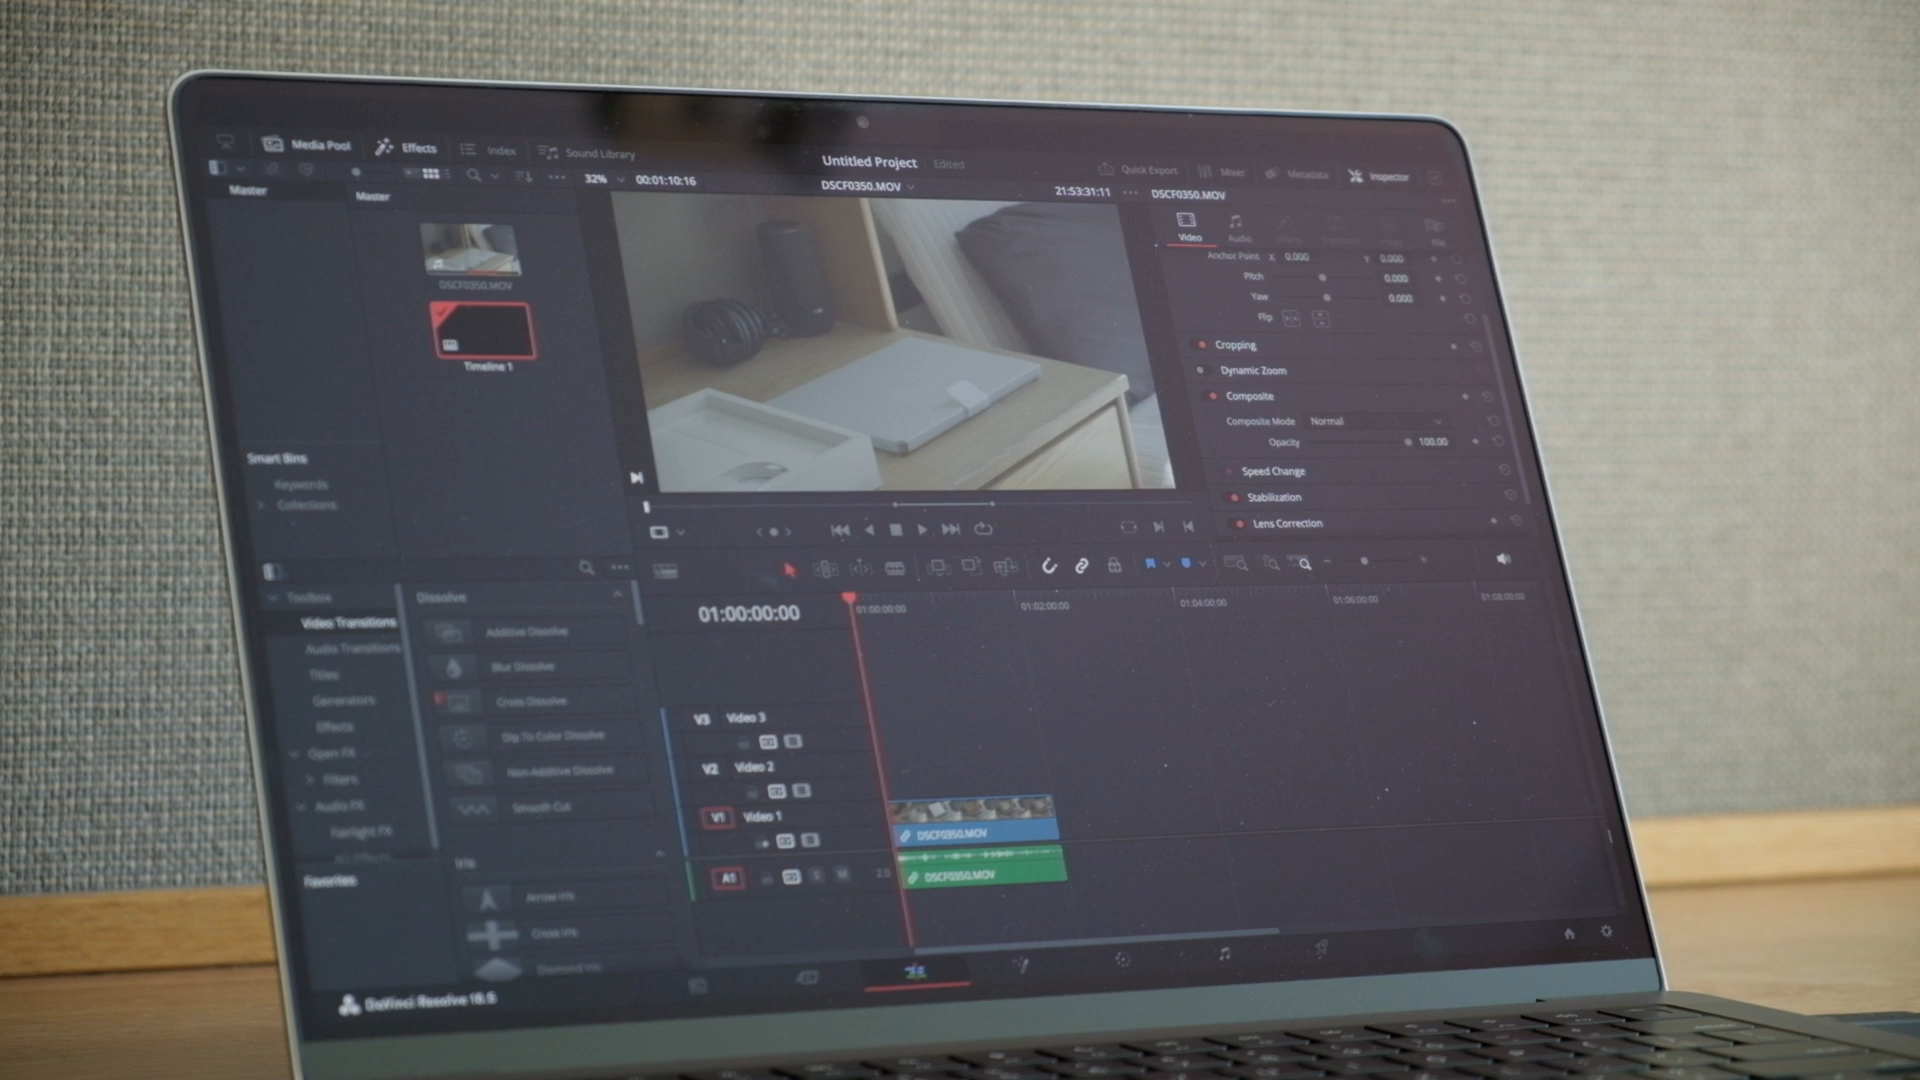 Media Pool Effects Index Sound Library Untitled Project Edited Quick Export Mixer Metadata Inspector
32% 00:01:10:16 DSCF0350.MOV 21:53:31:11 DSCF0350.MOV
Master Master
DSCF0350.MOV
Timeline 1
Smart Bins
Keywords
Collections
Video Audio File
Anchor Point X 0.000 Y 0.000
Pitch 0.000
Yaw 0.000
Flip
Cropping
Dynamic Zoom
Composite
Composite Mode Normal
Opacity 100.00
Speed Change
Stabilization
Lens Correction
Toolbox
Video Transitions
Audio Transitions
Titles
Generators
Effects
Open FX
Filters
Audio FX
Fairlight FX
Favorites
Dissolve
Additive Dissolve
Blur Dissolve
Cross Dissolve
Dip To Color Dissolve
Non-Additive Dissolve
Smooth Cut
Iris
Arrow Iris
Cross Iris
Diamond Iris
01:00:00:00 01:00:00:00 01:02:00:00 01:04:00:00 01:06:00:00 01:08:00:00
V3 Video 3
V2 Video 2
V1 Video 1
DSCF0350.MOV
A1 S M 2.0
DSCF0350.MOV
DaVinci Resolve 18.5